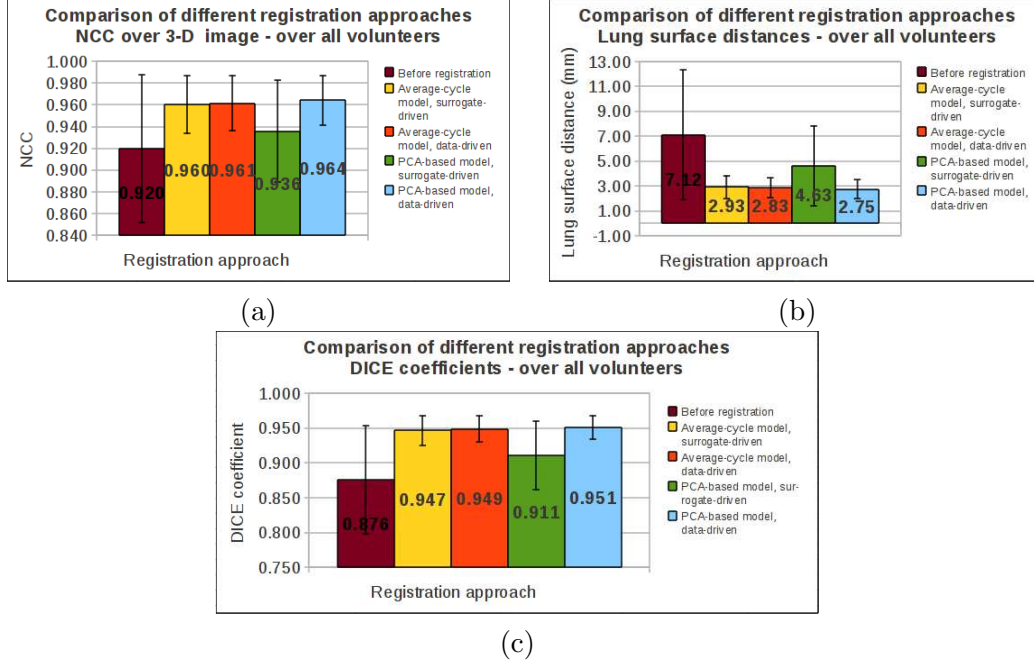 Comparison of different registration approaches
NCC over 3-D image - over all volunteers
1.000
0.980
0.960
0.940
0.920
0.900
0.880
0.860
0.840
NCC
0.920
0.960
0.961
0.936
0.964
Registration approach
Before registration
Average-cycle
model, surrogate-
driven
Average-cycle
model, data-driven
PCA-based model,
surrogate-driven
PCA-based model,
data-driven
(a)
Comparison of different registration approaches
Lung surface distances - over all volunteers
13.00
11.00
9.00
7.00
5.00
3.00
1.00
-1.00
Lung surface distance (mm)
7.12
2.93
2.83
4.63
2.75
Registration approach
Before registration
Average-cycle
model, surrogate-
driven
Average-cycle
model, data-driven
PCA-based model,
surrogate-driven
PCA-based model,
data-driven
(b)
Comparison of different registration approaches
DICE coefficients - over all volunteers
1.000
0.950
0.900
0.850
0.800
0.750
DICE coefficient
0.876
0.947
0.949
0.911
0.951
Registration approach
Before registration
Average-cycle model,
surrogate-driven
Average-cycle model,
data-driven
PCA-based model, sur-
rogate-driven
PCA-based model,
data-driven
(c)